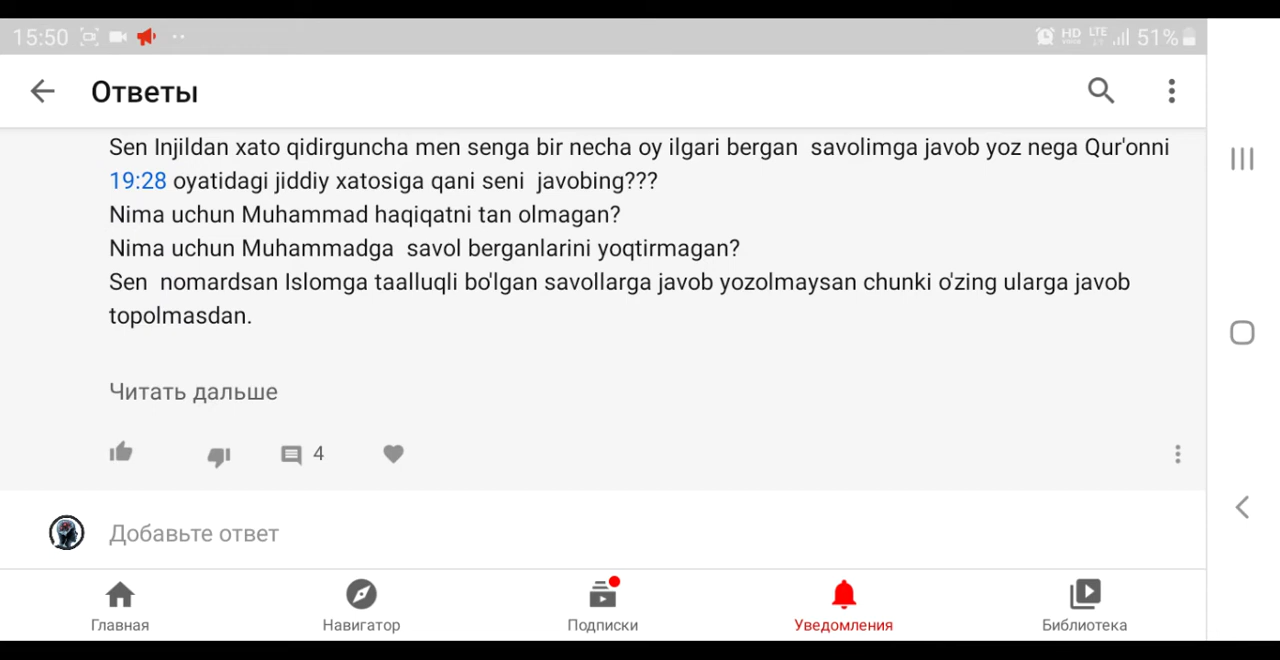 15:50
HD LTE 51%
Ответы
Sen Injildan xato qidirguncha men senga bir necha oy ilgari bergan  savolimga javob yoz nega Qur'onni
19:28 oyatidagi jiddiy xatosiga qani seni  javobing???
Nima uchun Muhammad haqiqatni tan olmagan?
Nima uchun Muhammadga  savol berganlarini yoqtirmagan?
Sen  nomardsan Islomga taalluqli bo'lgan savollarga javob yozolmaysan chunki o'zing ularga javob
topolmasdan.
Читать дальше
4
Добавьте ответ
Главная Навигатор Подписки Уведомления Библиотека